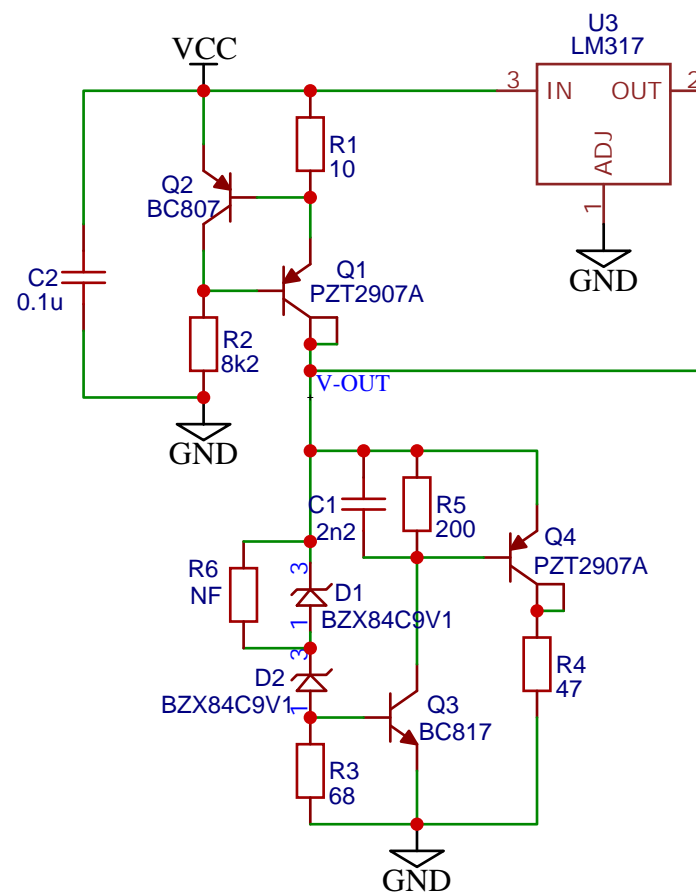 U3
LM317
VCC
3
IN
OUT
2
ADJ
1
GND
R1
10
Q2
BC807
C2
0.1u
Q1
PZT2907A
R2
8k2
V-OUT
GND
C1
2n2
R5
200
Q4
PZT2907A
R6
NF
3
D1
1
BZX84C9V1
3
D2
BZX84C9V1
1
Q3
BC817
R4
47
R3
68
GND